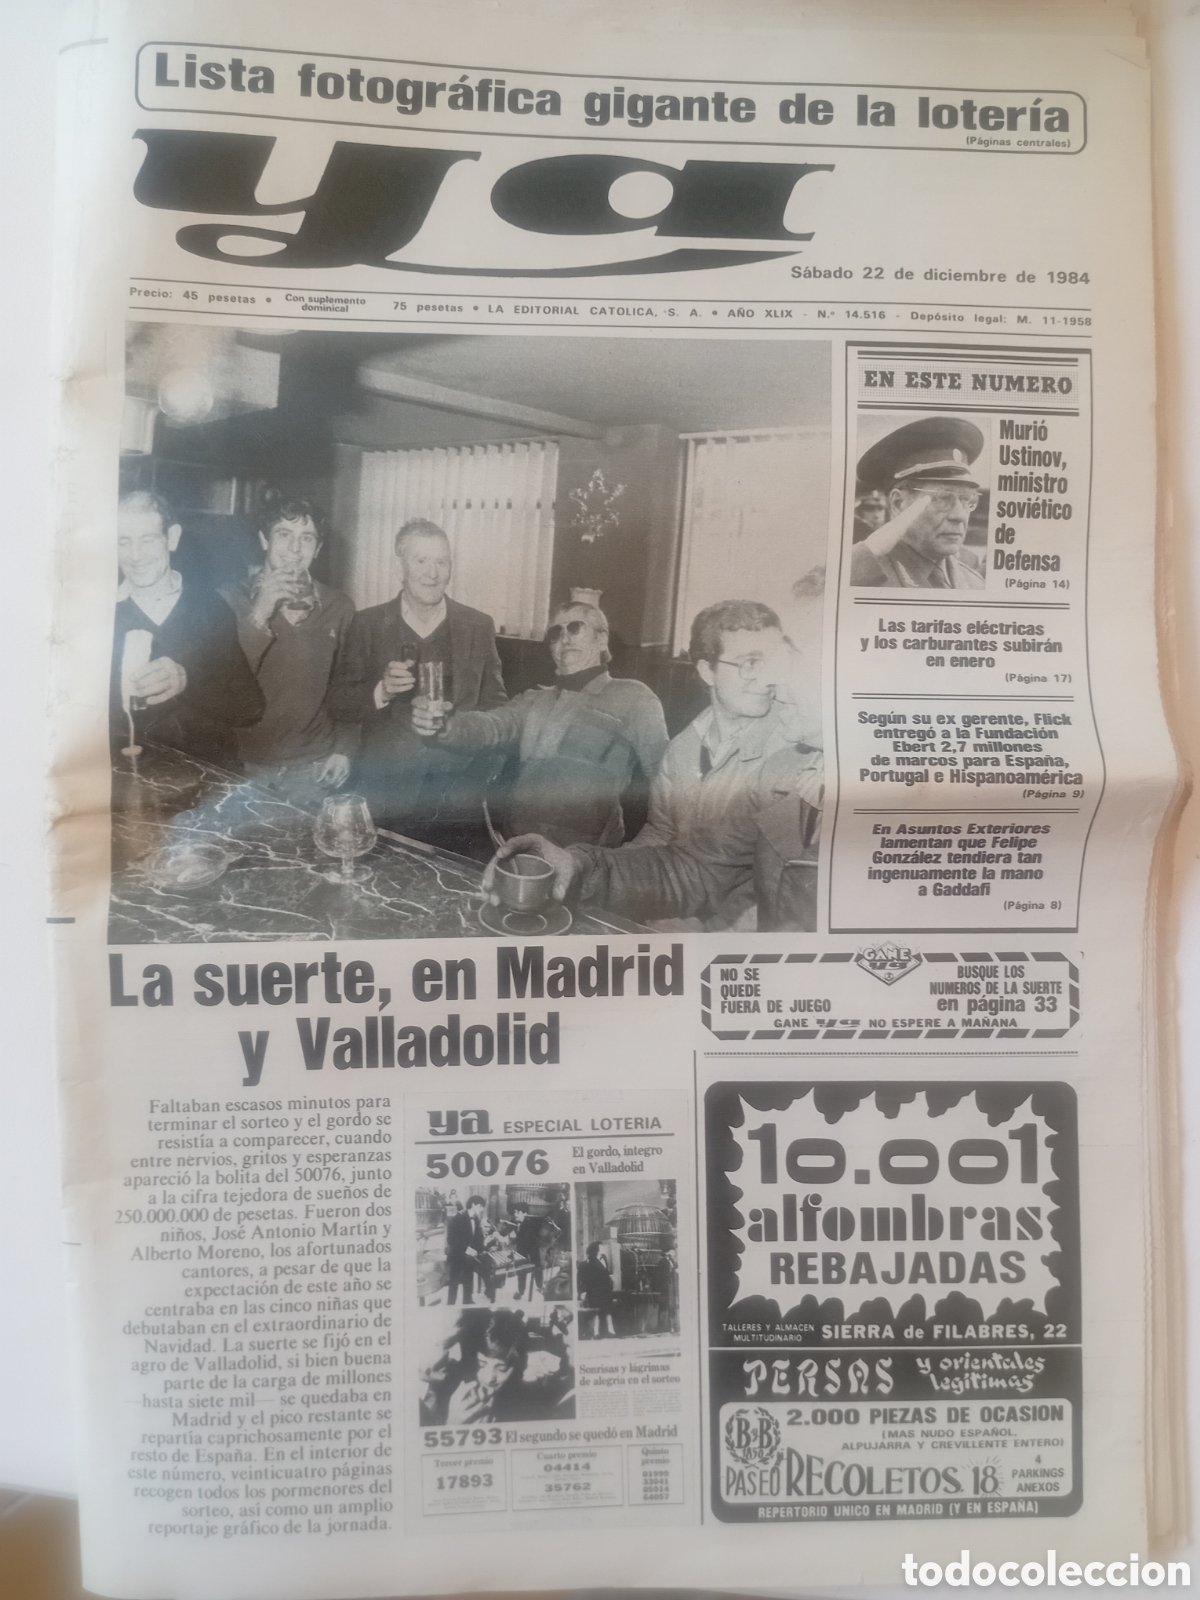 Lista fotográfica gigante de la lotería
(Páginas centrales)
ya
Sábado 22 de diciembre de 1984
Precio: 45 pesetas • Con suplemento dominical 75 pesetas • LA EDITORIAL CATOLICA, S. A. • AÑO XLIX - N.º 14.516 - Depósito legal: M. 11-1958
EN ESTE NUMERO
Murió
Ustinov,
ministro
soviético
de
Defensa
(Página 14)
Las tarifas eléctricas
y los carburantes subirán
en enero
(Página 17)
Según su ex gerente, Flick
entregó a la Fundación
Ebert 2,7 millones
de marcos para España,
Portugal e Hispanoamérica
(Página 9)
En Asuntos Exteriores
lamentan que Felipe
González tendiera tan
ingenuamente la mano
a Gaddafi
(Página 8)
La suerte, en Madrid
y Valladolid
Faltaban escasos minutos para
terminar el sorteo y el gordo se
resistía a comparecer, cuando
entre nervios, gritos y esperanzas
apareció la bolita del 50076, junto
a la cifra tejedora de sueños de
250.000.000 de pesetas. Fueron dos
niños, José Antonio Martín y
Alberto Moreno, los afortunados
cantores, a pesar de que la
expectación de este año se
centraba en las cinco niñas que
debutaban en el extraordinario de
Navidad. La suerte se fijó en el
agro de Valladolid, si bien buena
parte de la carga de millones
—hasta siete mil— se quedaba en
Madrid y el pico restante se
repartía caprichosamente por el
resto de España. En el interior de
este número, veinticuatro páginas
recogen todos los pormenores del
sorteo, así como un amplio
reportaje gráfico de la jornada.
ya ESPECIAL LOTERIA
50076
El gordo, íntegro
en Valladolid
Sonrisas y lágrimas
de alegría en el sorteo
55793 El segundo se quedó en Madrid
Tercer premio
17893
Cuarto premio
04414
35762
Quinto
premio
GANE
ya
NO SE
QUEDE
FUERA DE JUEGO
BUSQUE LOS
NUMEROS DE LA SUERTE
en página 33
GANE ya NO ESPERE A MAÑANA
10.001
alfombras
REBAJADAS
TALLERES Y ALMACEN
MULTITUDINARIO
SIERRA de FILABRES, 22
PERSAS y orientales
legítimas
ByB
1850
2.000 PIEZAS DE OCASION
(MAS NUDO ESPAÑOL,
ALPUJARRA Y CREVILLENTE ENTERO)
PASEO RECOLETOS, 18
4
PARKINGS
ANEXOS
REPERTORIO UNICO EN MADRID (Y EN ESPAÑA)
todocoleccion